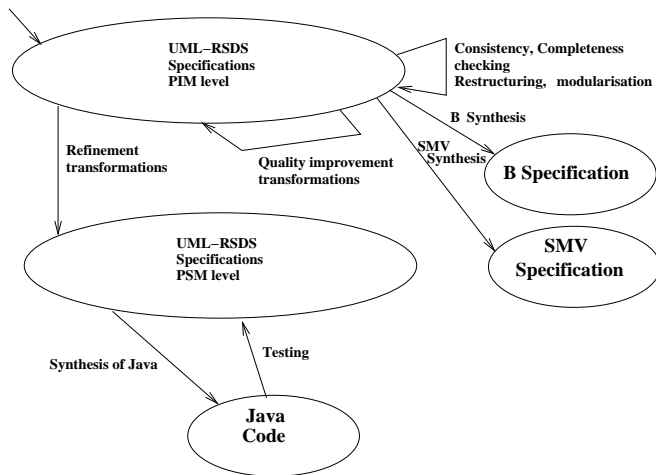 UML−RSDS
Specifications
PIM level
Consistency, Completeness
checking
Restructuring, modularisation
B Synthesis
SMV
Synthesis
Refinement
transformations
Quality improvement
transformations
B Specification
UML−RSDS
Specifications
PSM level
SMV
Specification
Synthesis of Java
Testing
Java
Code